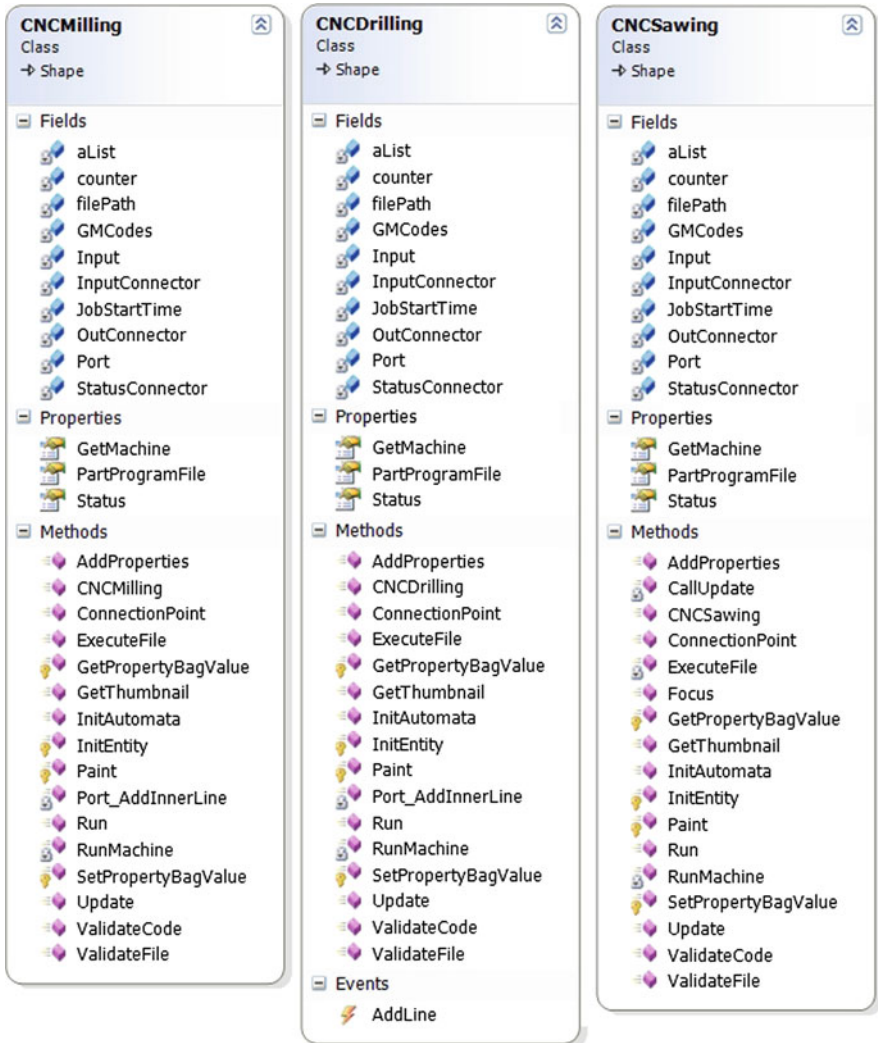 CNCMilling
Class
Shape
Fields
aList
counter
filePath
GMCodes
Input
InputConnector
JobStartTime
OutConnector
Port
StatusConnector
Properties
GetMachine
PartProgramFile
Status
Methods
AddProperties
CNCMilling
ConnectionPoint
ExecuteFile
GetPropertyBagValue
GetThumbnail
InitAutomata
InitEntity
Paint
Port_AddInnerLine
Run
RunMachine
SetPropertyBagValue
Update
ValidateCode
ValidateFile
CNCDrilling
Class
Shape
Fields
aList
counter
filePath
GMCodes
Input
InputConnector
JobStartTime
OutConnector
Port
StatusConnector
Properties
GetMachine
PartProgramFile
Status
Methods
AddProperties
CNCDrilling
ConnectionPoint
ExecuteFile
GetPropertyBagValue
GetThumbnail
InitAutomata
InitEntity
Paint
Port_AddInnerLine
Run
RunMachine
SetPropertyBagValue
Update
ValidateCode
ValidateFile
Events
AddLine
CNCSawing
Class
Shape
Fields
aList
counter
filePath
GMCodes
Input
InputConnector
JobStartTime
OutConnector
Port
StatusConnector
Properties
GetMachine
PartProgramFile
Status
Methods
AddProperties
CallUpdate
CNCSawing
ConnectionPoint
ExecuteFile
Focus
GetPropertyBagValue
GetThumbnail
InitAutomata
InitEntity
Paint
Run
RunMachine
SetPropertyBagValue
Update
ValidateCode
ValidateFile